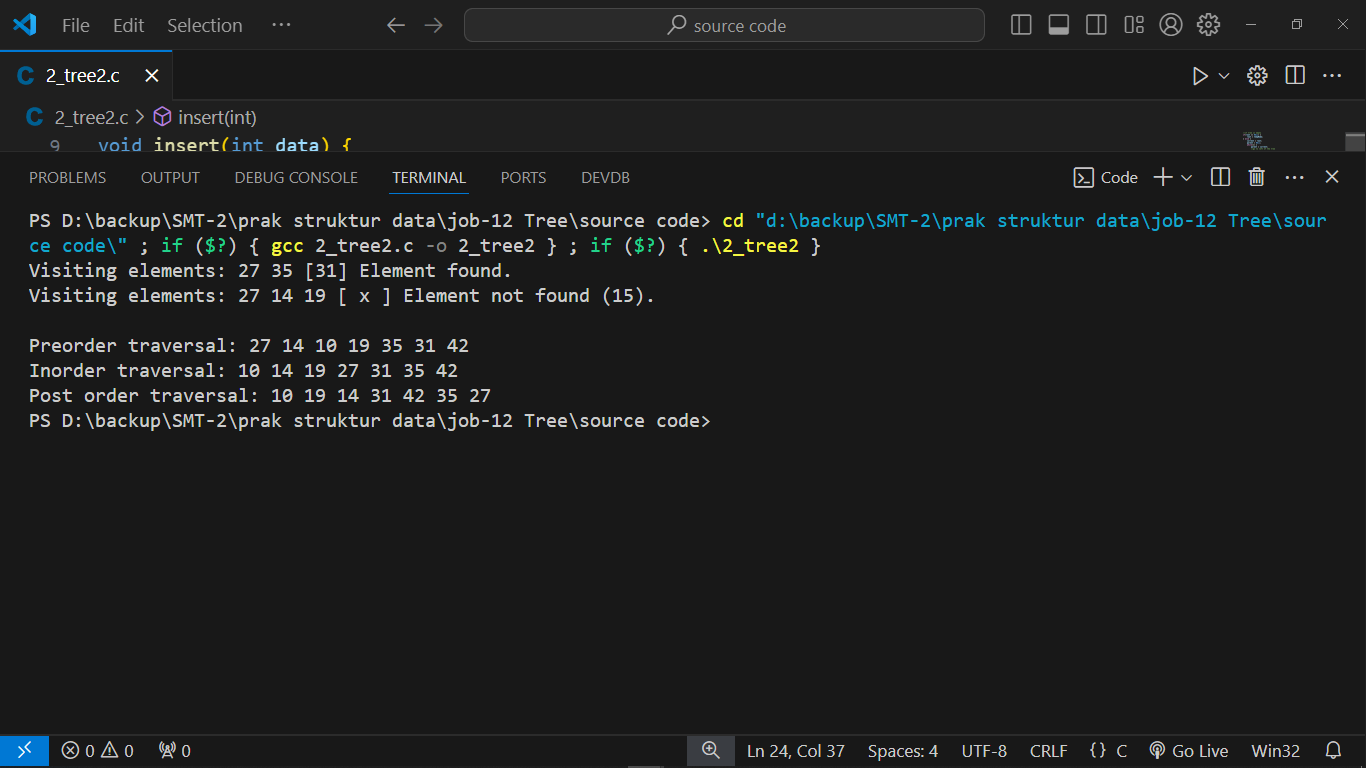 File Edit Selection ··· source code
C 2_tree2.c
C 2_tree2.c > insert(int)
9 void insert(int data) {
PROBLEMS OUTPUT DEBUG CONSOLE TERMINAL PORTS DEVDB Code
PS D:\backup\SMT-2\prak struktur data\job-12 Tree\source code> cd "d:\backup\SMT-2\prak struktur data\job-12 Tree\sour
ce code\" ; if ($?) { gcc 2_tree2.c -o 2_tree2 } ; if ($?) { .\2_tree2 }
Visiting elements: 27 35 [31] Element found.
Visiting elements: 27 14 19 [ x ] Element not found (15).
Preorder traversal: 27 14 10 19 35 31 42
Inorder traversal: 10 14 19 27 31 35 42
Post order traversal: 10 19 14 31 42 35 27
PS D:\backup\SMT-2\prak struktur data\job-12 Tree\source code>
0 0 0 Ln 24, Col 37 Spaces: 4 UTF-8 CRLF {} C Go Live Win32